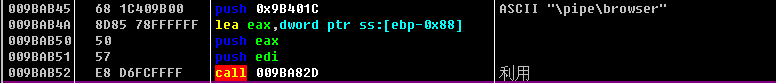 009BAB45 68 1C409B00 push 0x9B401C ASCII "\pipe\browser"
009BAB4A 8D85 78FFFFFF lea eax,dword ptr ss:[ebp-0x88]
009BAB50 50 push eax
009BAB51 57 push edi
009BAB52 E8 D6FCFFFF call 009BA82D 利用